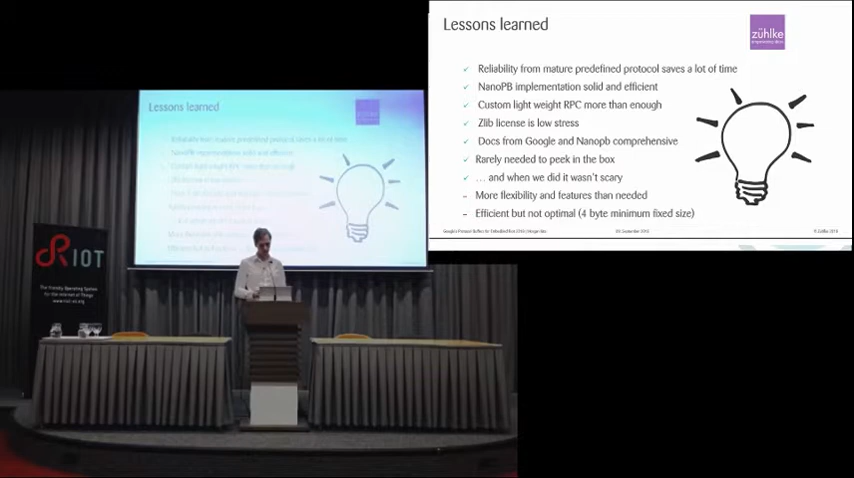 Lessons learned
zühlke
Reliability from mature predefined protocol saves a lot of time
NanoPB implementation solid and efficient
Custom light weight RPC more than enough
Zlib license is low stress
Docs from Google and Nanopb comprehensive
Rarely needed to peek in the box
... and when we did it wasn't scary
More flexibility and features than needed
Efficient but not optimal (4 byte minimum fixed size)
Lessons learned
RIOT
The friendly Operating System
for the Internet of Things